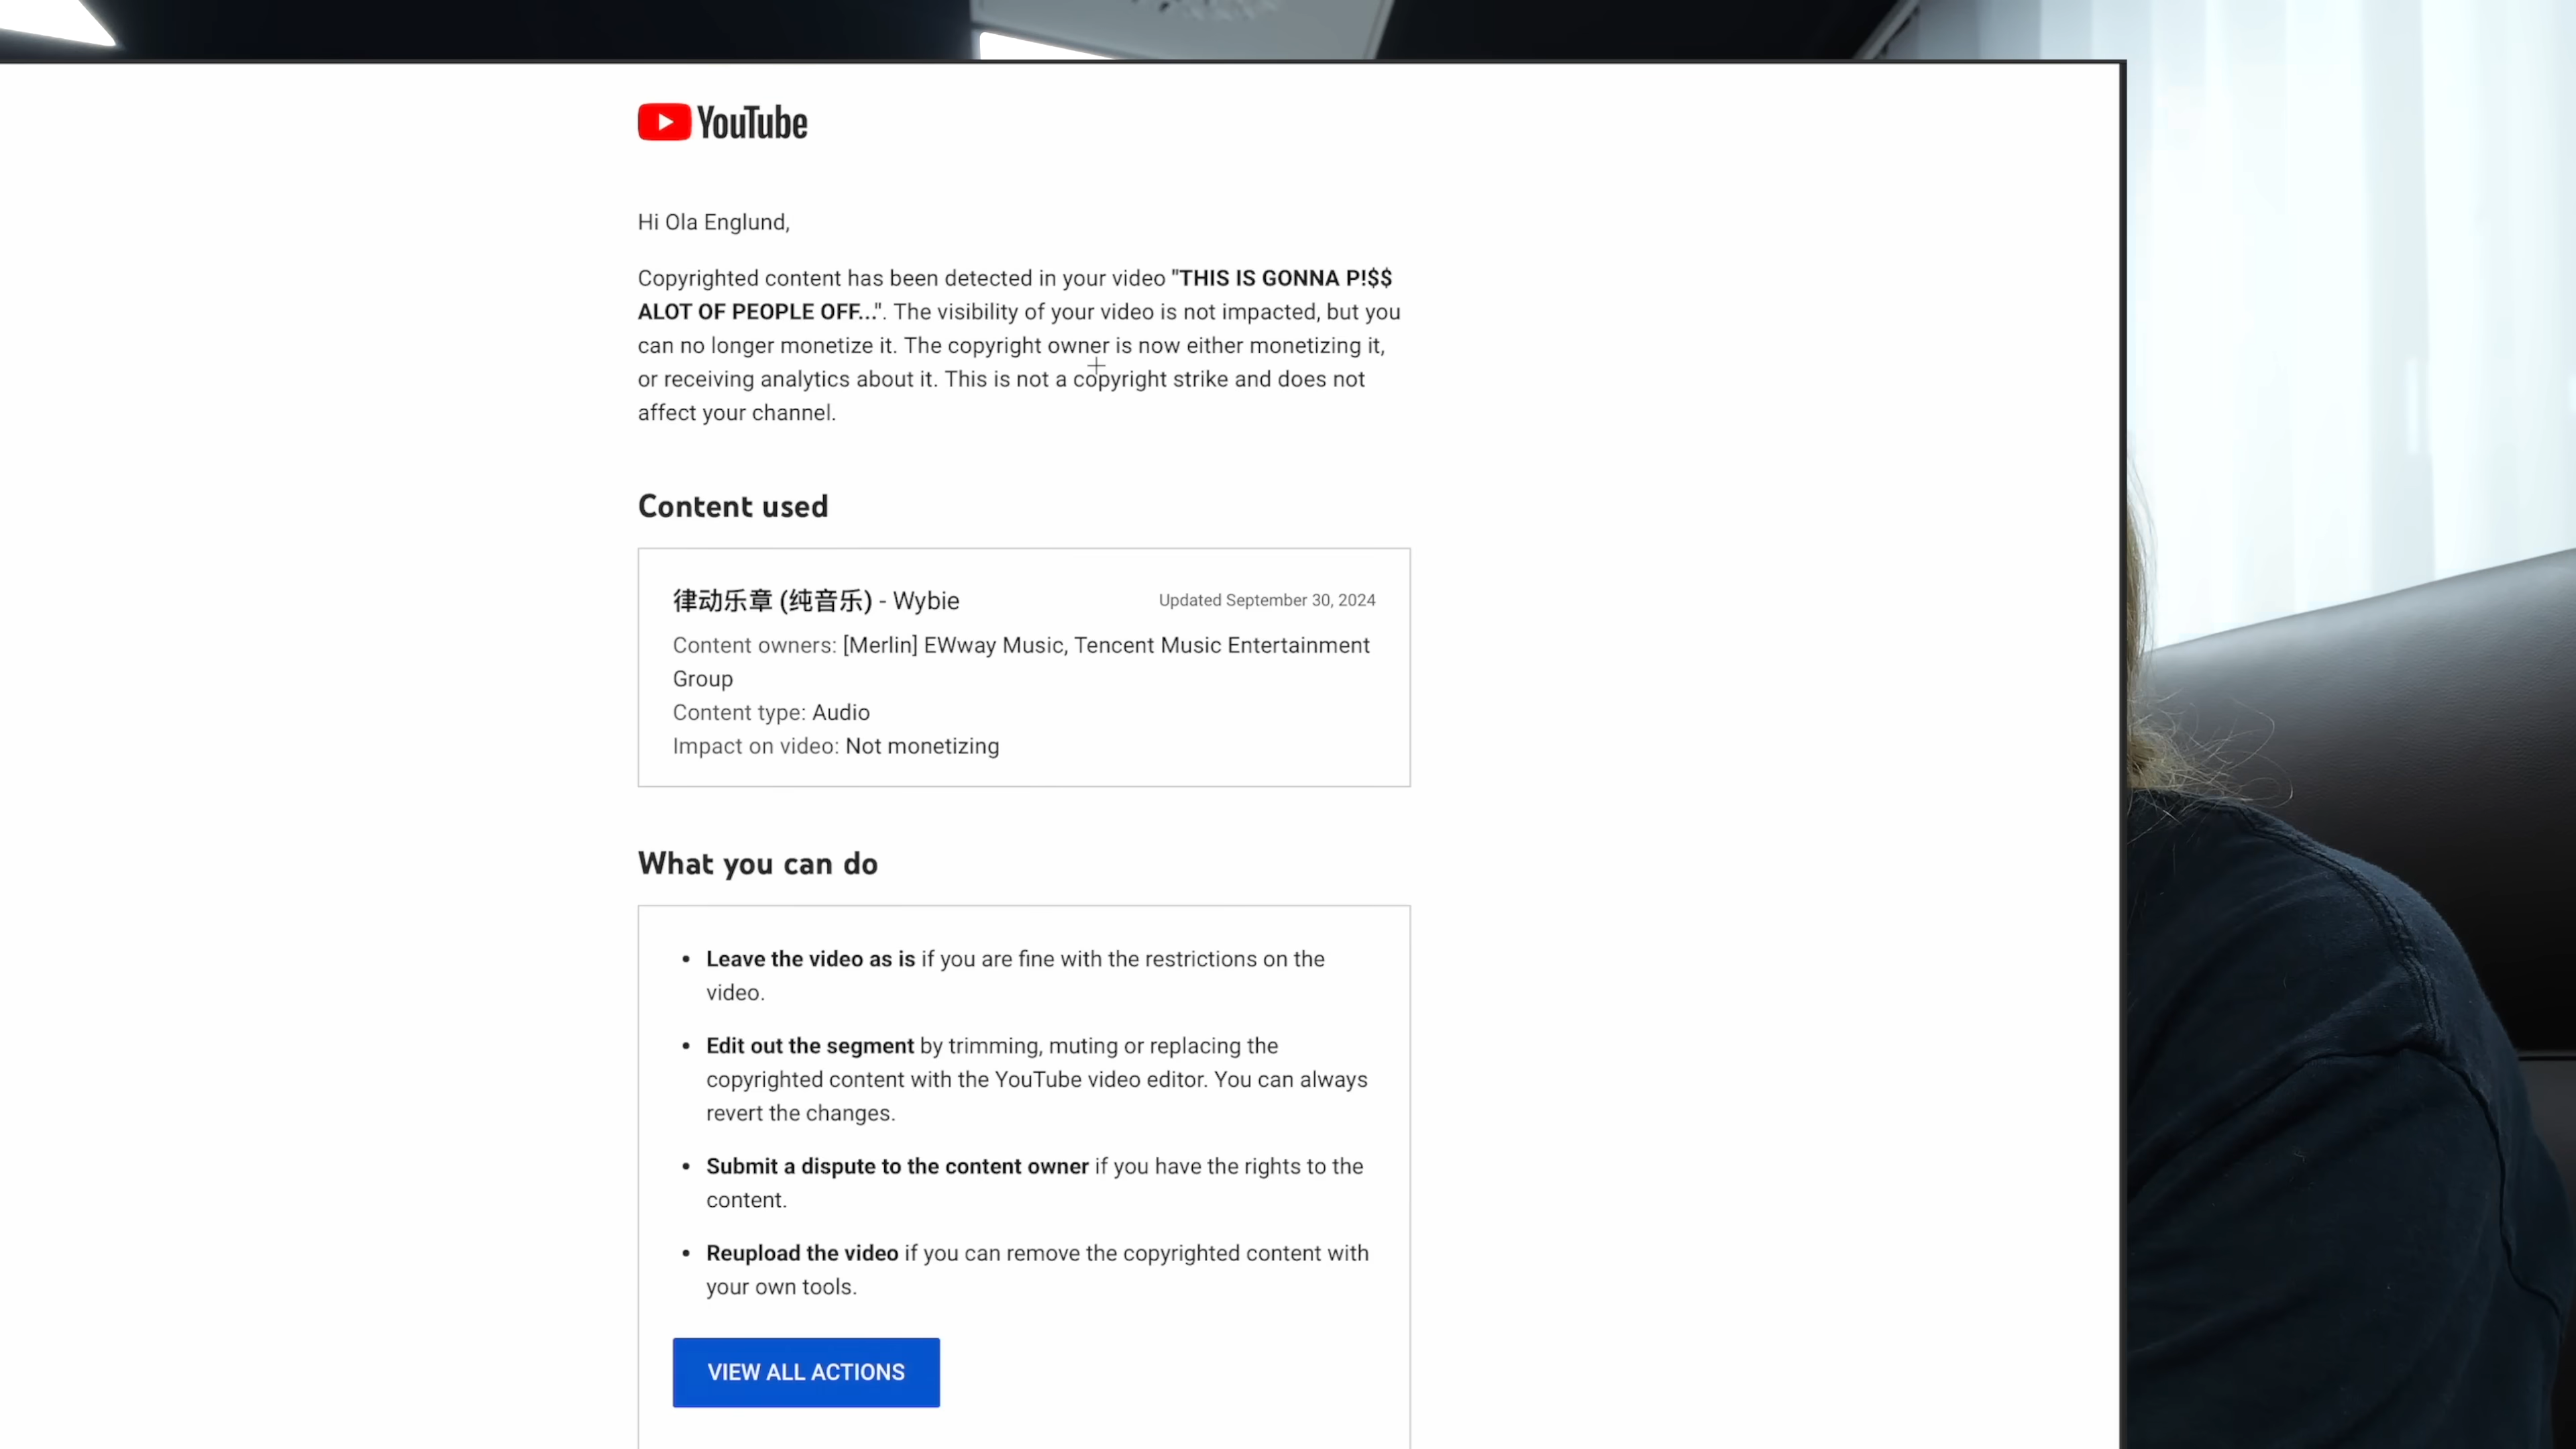 YouTube
Hi Ola Englund,
Copyrighted content has been detected in your video "THIS IS GONNA P!$$
ALOT OF PEOPLE OFF...". The visibility of your video is not impacted, but you
can no longer monetize it. The copyright owner is now either monetizing it,
or receiving analytics about it. This is not a copyright strike and does not
affect your channel.
Content used
律动乐章 (纯音乐) - Wybie
Updated September 30, 2024
Content owners: [Merlin] EWway Music, Tencent Music Entertainment
Group
Content type: Audio
Impact on video: Not monetizing
What you can do
• Leave the video as is if you are fine with the restrictions on the
video.
• Edit out the segment by trimming, muting or replacing the
copyrighted content with the YouTube video editor. You can always
revert the changes.
• Submit a dispute to the content owner if you have the rights to the
content.
• Reupload the video if you can remove the copyrighted content with
your own tools.
VIEW ALL ACTIONS